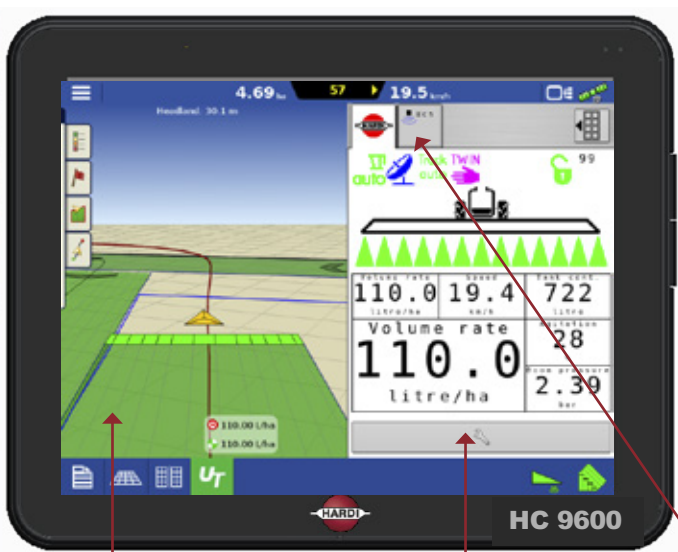 4.69 ha 57 19.5 km/h
Headland: 30.1 m
HARDI
auto
Track
auto
TWIN
99
Volume rate Speed Tank cont.
110.0 19.4 722
litre/ha km/h litre
Volume rate
110.0
litre/ha
Agitation
28
Boom pressure
2.39
bar
110.00 L/ha
110.00 L/ha
UT
HARDI
HC 9600